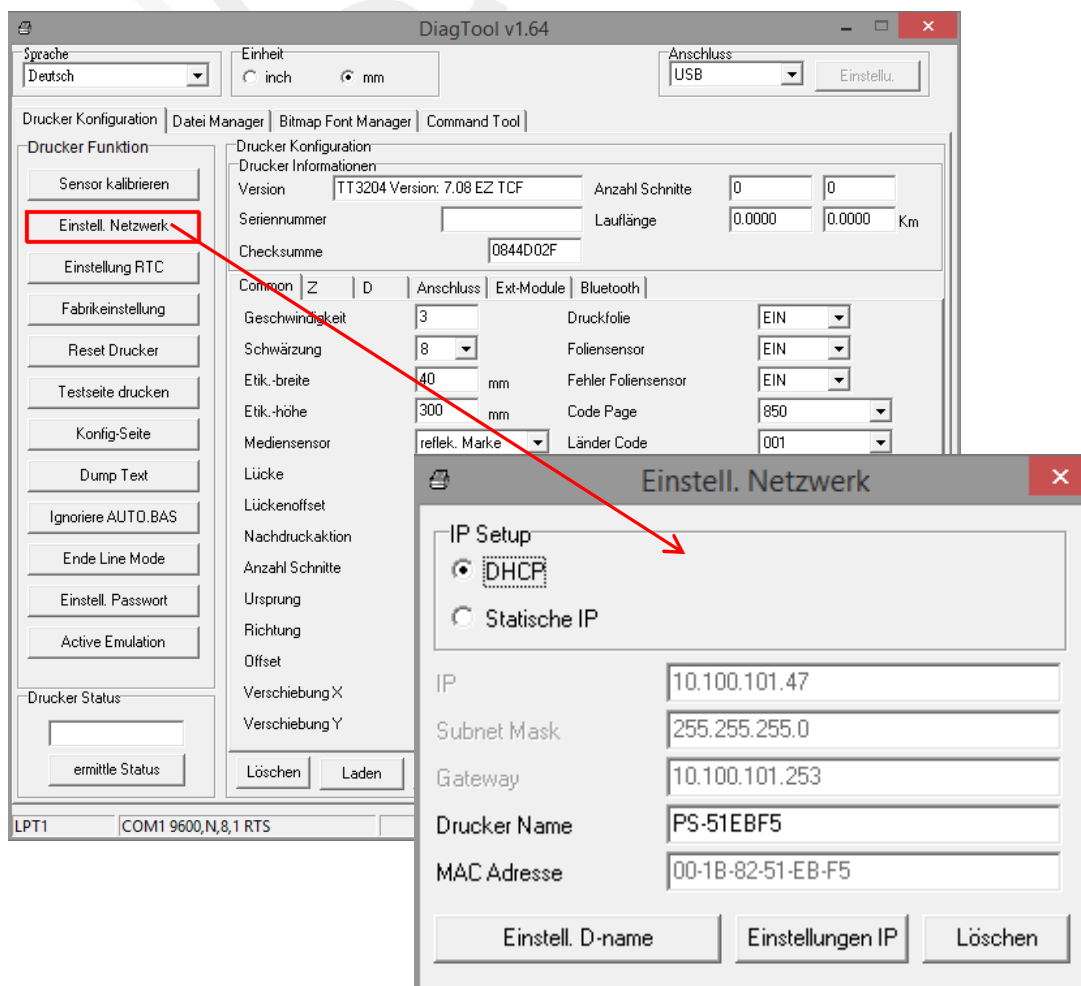 DiagTool v1.64
Sprache
Deutsch
Einheit
inch mm
Anschluss
USB Einstellu.
Drucker Konfiguration Datei Manager Bitmap Font Manager Command Tool
Drucker Funktion
Sensor kalibrieren
Einstell. Netzwerk
Einstellung RTC
Fabrikeinstellung
Reset Drucker
Testseite drucken
Konfig-Seite
Dump Text
Ignoriere AUTO.BAS
Ende Line Mode
Einstell. Passwort
Active Emulation
Drucker Status
ermittle Status
Drucker Konfiguration
Drucker Informationen
Version TT3204 Version: 7.08 EZ TCF Anzahl Schnitte 0 0
Seriennummer Lauflänge 0.0000 0.0000 Km
Checksumme 0844D02F
Common Z D Anschluss Ext-Module Bluetooth
Geschwindigkeit 3 Druckfolie EIN
Schwärzung 8 Foliensensor EIN
Etik.-breite 40 mm Fehler Foliensensor EIN
Etik.-höhe 300 mm Code Page 850
Mediensensor reflek. Marke Länder Code 001
Lücke
Lückenoffset
Nachdruckaktion
Anzahl Schnitte
Ursprung
Richtung
Offset
Verschiebung X
Verschiebung Y
Löschen Laden
LPT1 COM1 9600,N,8,1 RTS
Einstell. Netzwerk
IP Setup
DHCP
Statische IP
IP 10.100.101.47
Subnet Mask 255.255.255.0
Gateway 10.100.101.253
Drucker Name PS-51EBF5
MAC Adresse 00-1B-82-51-EB-F5
Einstell. D-name Einstellungen IP Löschen